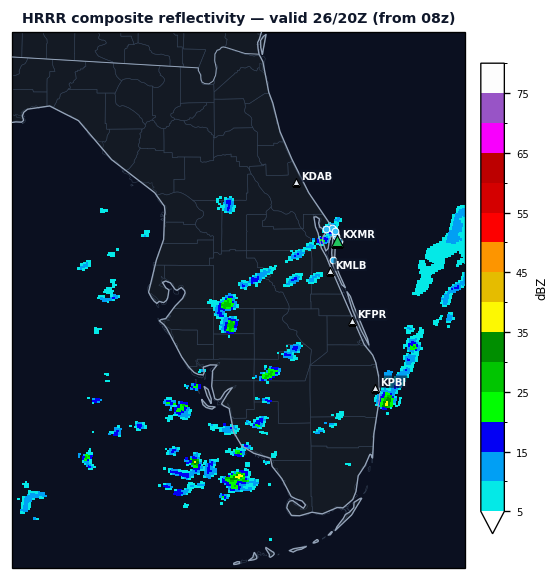 HRRR composite reflectivity — valid 26/20Z (from 08z)
KDAB
KXMR
KMLB
KFPR
KPBI
75
65
55
45
35
25
15
5
dBZ